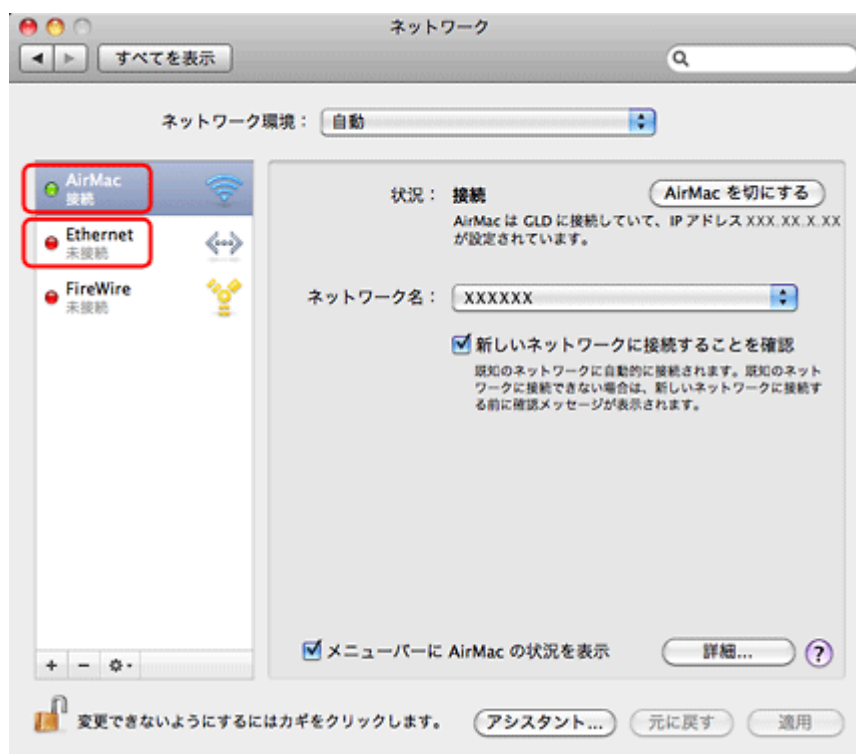 ネットワーク
すべてを表示
ネットワーク環境： 自動
AirMac
接続
Ethernet
未接続
FireWire
未接続
状況： 接続 AirMac を切にする
AirMac は GLD に接続していて、IP アドレス XXX.XX.X.XX
が設定されています。
ネットワーク名： XXXXXX
新しいネットワークに接続することを確認
既知のネットワークに自動的に接続されます。既知のネット
ワークに接続できない場合は、新しいネットワークに接続す
る前に確認メッセージが表示されます。
メニューバーに AirMac の状況を表示 詳細... ?
変更できないようにするにはカギをクリックします。 アシスタント... 元に戻す 適用